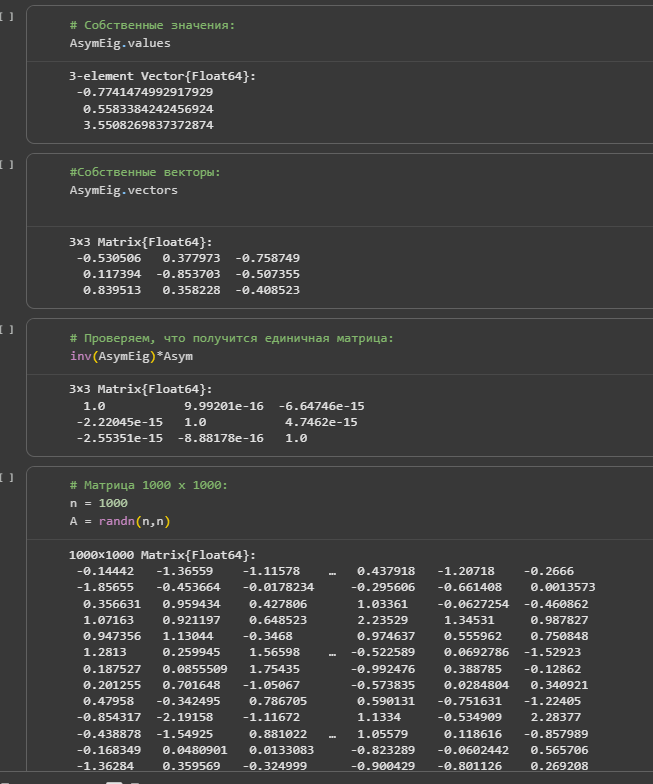 [ ]
# Собственные значения:
AsymEig.values
3-element Vector{Float64}:
-0.7741474992917929
0.5583384242456924
3.5508269837372874
[ ]
#Собственные векторы:
AsymEig.vectors
3×3 Matrix{Float64}:
-0.530506 0.377973 -0.758749
0.117394 -0.853703 -0.507355
0.839513 0.358228 -0.408523
[ ]
# Проверяем, что получится единичная матрица:
inv(AsymEig)*Asym
3×3 Matrix{Float64}:
1.0 9.99201e-16 -6.64746e-15
-2.22045e-15 1.0 4.7462e-15
-2.55351e-15 -8.88178e-16 1.0
[ ]
# Матрица 1000 х 1000:
n = 1000
A = randn(n,n)
1000×1000 Matrix{Float64}:
-0.14442 -1.36559 -1.11578 … 0.437918 -1.20718 -0.2666
-1.85655 -0.453664 -0.0178234 -0.295606 -0.661408 0.0013573
0.356631 0.959434 0.427806 1.03361 -0.0627254 -0.460862
1.07163 0.921197 0.648523 2.23529 1.34531 0.987827
0.947356 1.13044 -0.3468 0.974637 0.555962 0.750848
1.2813 0.259945 1.56598 … -0.522589 0.0692786 -1.52923
0.187527 0.0855509 1.75435 -0.992476 0.388785 -0.12862
0.201255 0.701648 -1.05067 -0.573835 0.0284804 0.340921
0.47958 -0.342495 0.786705 0.590131 -0.751631 -1.22405
-0.854317 -2.19158 -1.11672 1.1334 -0.534909 2.28377
-0.438878 -1.54925 0.881022 … 1.05579 0.118616 -0.857989
-0.168349 0.0480901 0.0133083 -0.823289 -0.0602442 0.565706
-1.36284 0.359569 -0.324999 -0.900429 -0.801126 0.269208